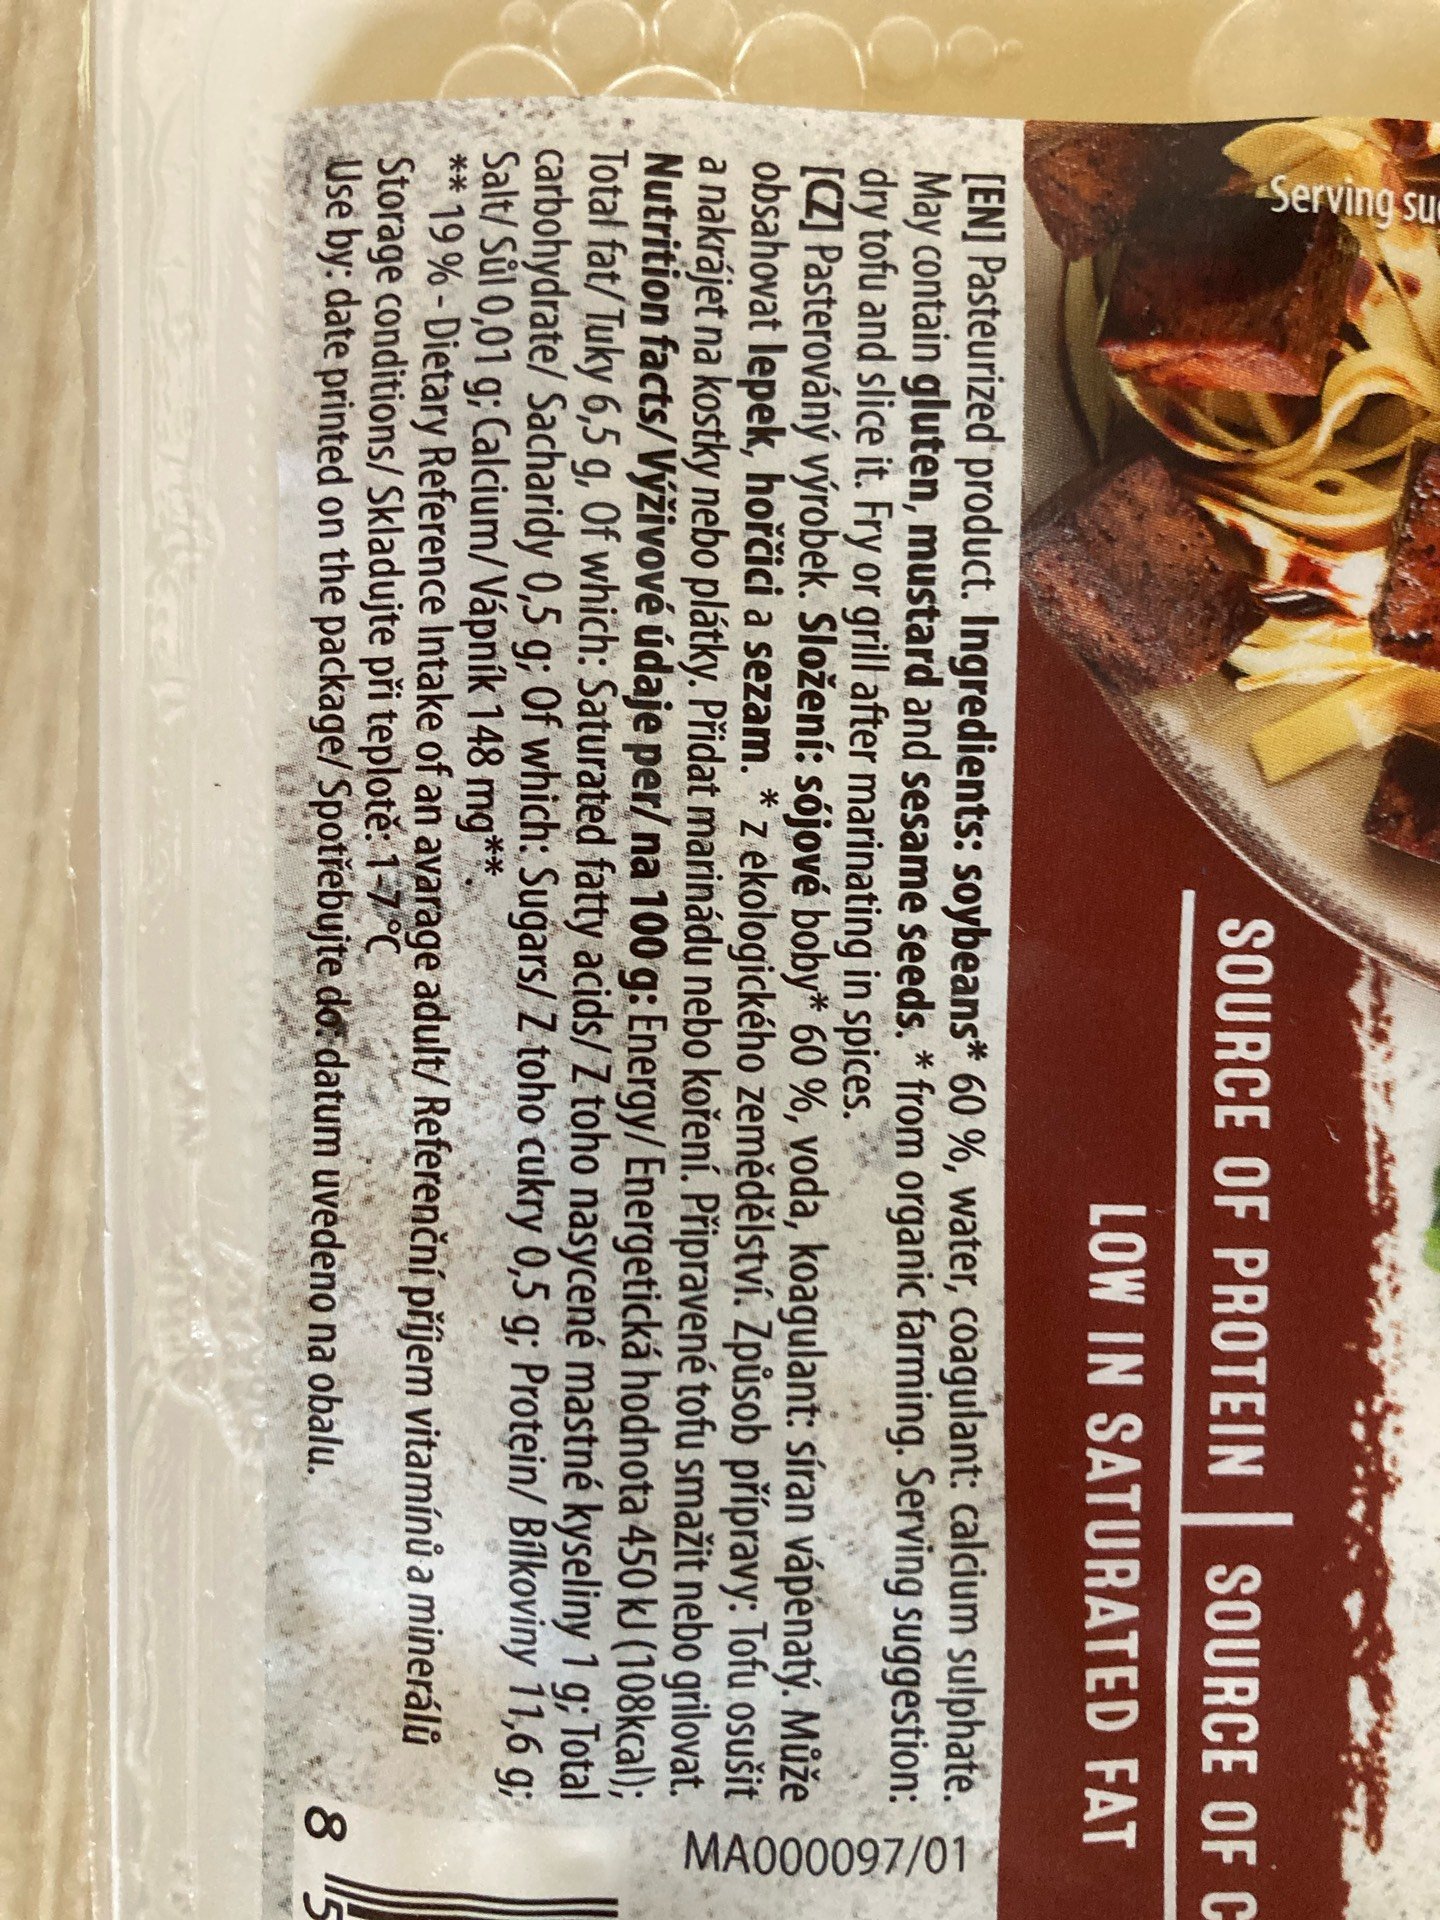 Serving
SOURCE OF PROTEIN | SOURCE OF
LOW IN SATURATED FAT
[EN] Pasteurized product. Ingredients: soybeans* 60 %, water, coagulant: calcium sulphate.
May contain gluten, mustard and sesame seeds. * from organic farming. Serving suggestion:
dry tofu and slice it. Fry or grill after marinating in spices.
[CZ] Pasterováný výrobek. Složení: sójové boby* 60 %, voda, koagulant: síran vápenatý. Může
obsahovat lepek, hořčici a sezam. * z ekologického zemědělství. Způsob přípravy: Tofu osušit
a nakrájet na kostky nebo plátky. Přidat marinádu nebo koření. Připravené tofu smažit nebo grilovat.
Nutrition facts/ Výživové údaje per/ na 100 g: Energy/ Energetická hodnota 450 kJ (108kcal);
Total fat/ Tuky 6,5 g, Of which: Saturated fatty acids/ Z toho nasycené mastné kyseliny 1 g; Total
carbohydrate/ Sacharidy 0,5 g; Of which: Sugars/ Z toho cukry 0,5 g; Protein/ Bílkoviny 11,6 g;
Salt/ Sůl 0,01 g; Calcium/ Vápník 148 mg**.
** 19 % - Dietary Reference Intake of an avarage adult/ Referenční příjem vitamínů a minerálů
Storage conditions/ Skladujte při teplotě: 1-7 °C
Use by: date printed on the package/ Spotřebujte do: datum uvedeno na obalu.
MA000097/01
8 5